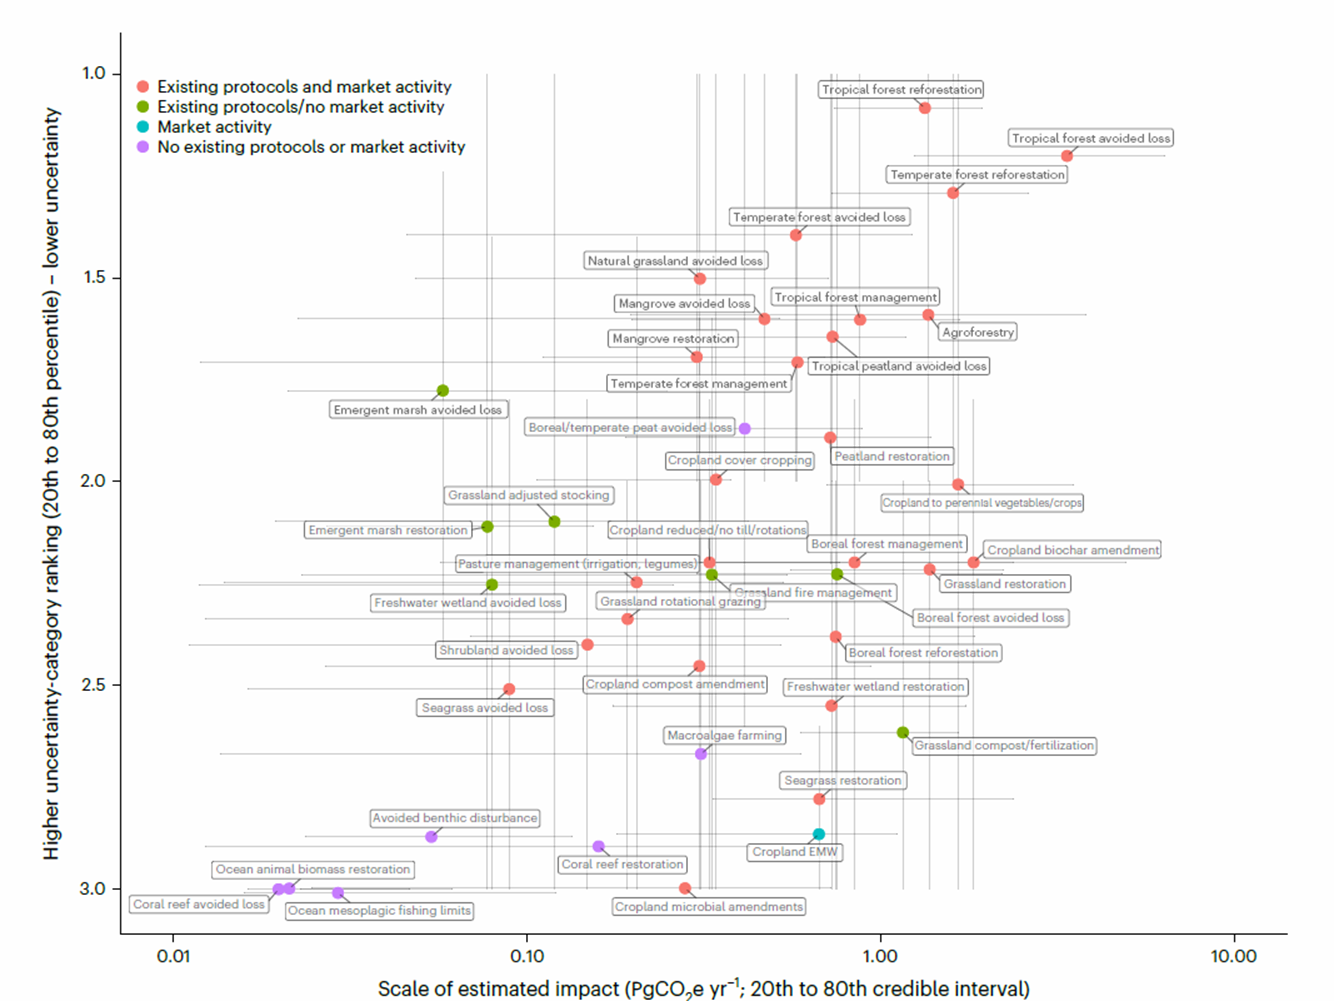 1.0
Existing protocols and market activity
Existing protocols/no market activity
Market activity
No existing protocols or market activity
Tropical forest reforestation
Tropical forest avoided loss
Temperate forest reforestation
Temperate forest avoided loss
Natural grassland avoided loss
1.5
Tropical forest management
Mangrove avoided loss
Agroforestry
Mangrove restoration
Tropical peatland avoided loss
Temperate forest management
Emergent marsh avoided loss
Boreal/temperate peat avoided loss
Peatland restoration
Cropland cover cropping
2.0
Grassland adjusted stocking
Cropland to perennial vegetables/crops
Emergent marsh restoration
Cropland reduced/no till/rotations
Boreal forest management
Cropland biochar amendment
Pasture management (irrigation, legumes)
Grassland restoration
Grassland fire management
Freshwater wetland avoided loss
Grassland rotational grazing
Boreal forest avoided loss
Shrubland avoided loss
Boreal forest reforestation
2.5
Cropland compost amendment
Freshwater wetland restoration
Seagrass avoided loss
Macroalgae farming
Grassland compost/fertilization
Seagrass restoration
Avoided benthic disturbance
Cropland EMW
Coral reef restoration
Ocean animal biomass restoration
3.0
Coral reef avoided loss
Ocean mesoplagic fishing limits
Cropland microbial amendments
Higher uncertainty-category ranking (20th to 80th percentile) – lower uncertainty
0.01
0.10
1.00
10.00
Scale of estimated impact (PgCO2e yr−1; 20th to 80th credible interval)